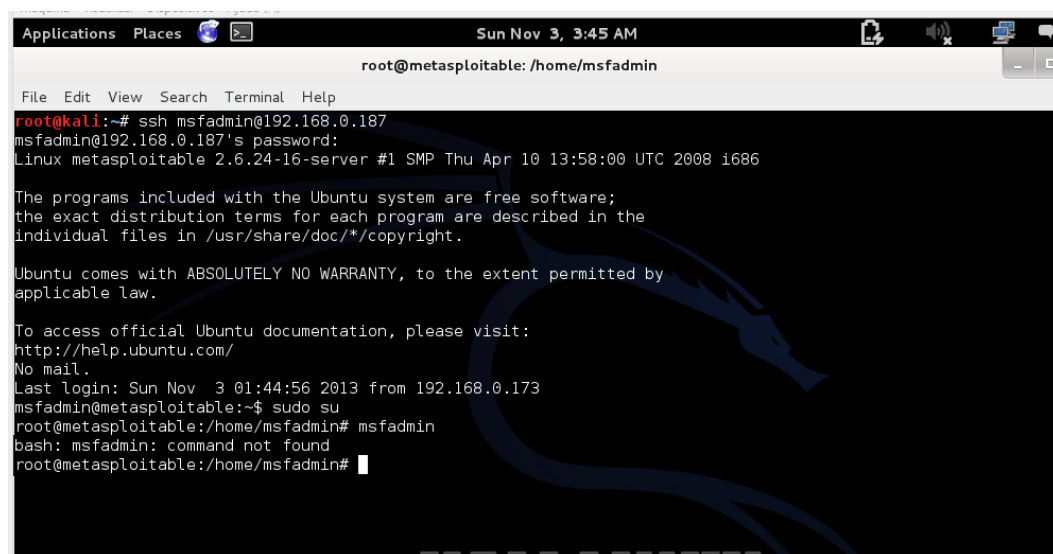 Applications Places Sun Nov 3, 3:45 AM
root@metasploitable: /home/msfadmin
File Edit View Search Terminal Help
root@kali:~# ssh msfadmin@192.168.0.187
msfadmin@192.168.0.187's password:
Linux metasploitable 2.6.24-16-server #1 SMP Thu Apr 10 13:58:00 UTC 2008 i686
The programs included with the Ubuntu system are free software;
the exact distribution terms for each program are described in the
individual files in /usr/share/doc/*/copyright.
Ubuntu comes with ABSOLUTELY NO WARRANTY, to the extent permitted by
applicable law.
To access official Ubuntu documentation, please visit:
http://help.ubuntu.com/
No mail.
Last login: Sun Nov  3 01:44:56 2013 from 192.168.0.173
msfadmin@metasploitable:~$ sudo su
root@metasploitable:/home/msfadmin# msfadmin
bash: msfadmin: command not found
root@metasploitable:/home/msfadmin#